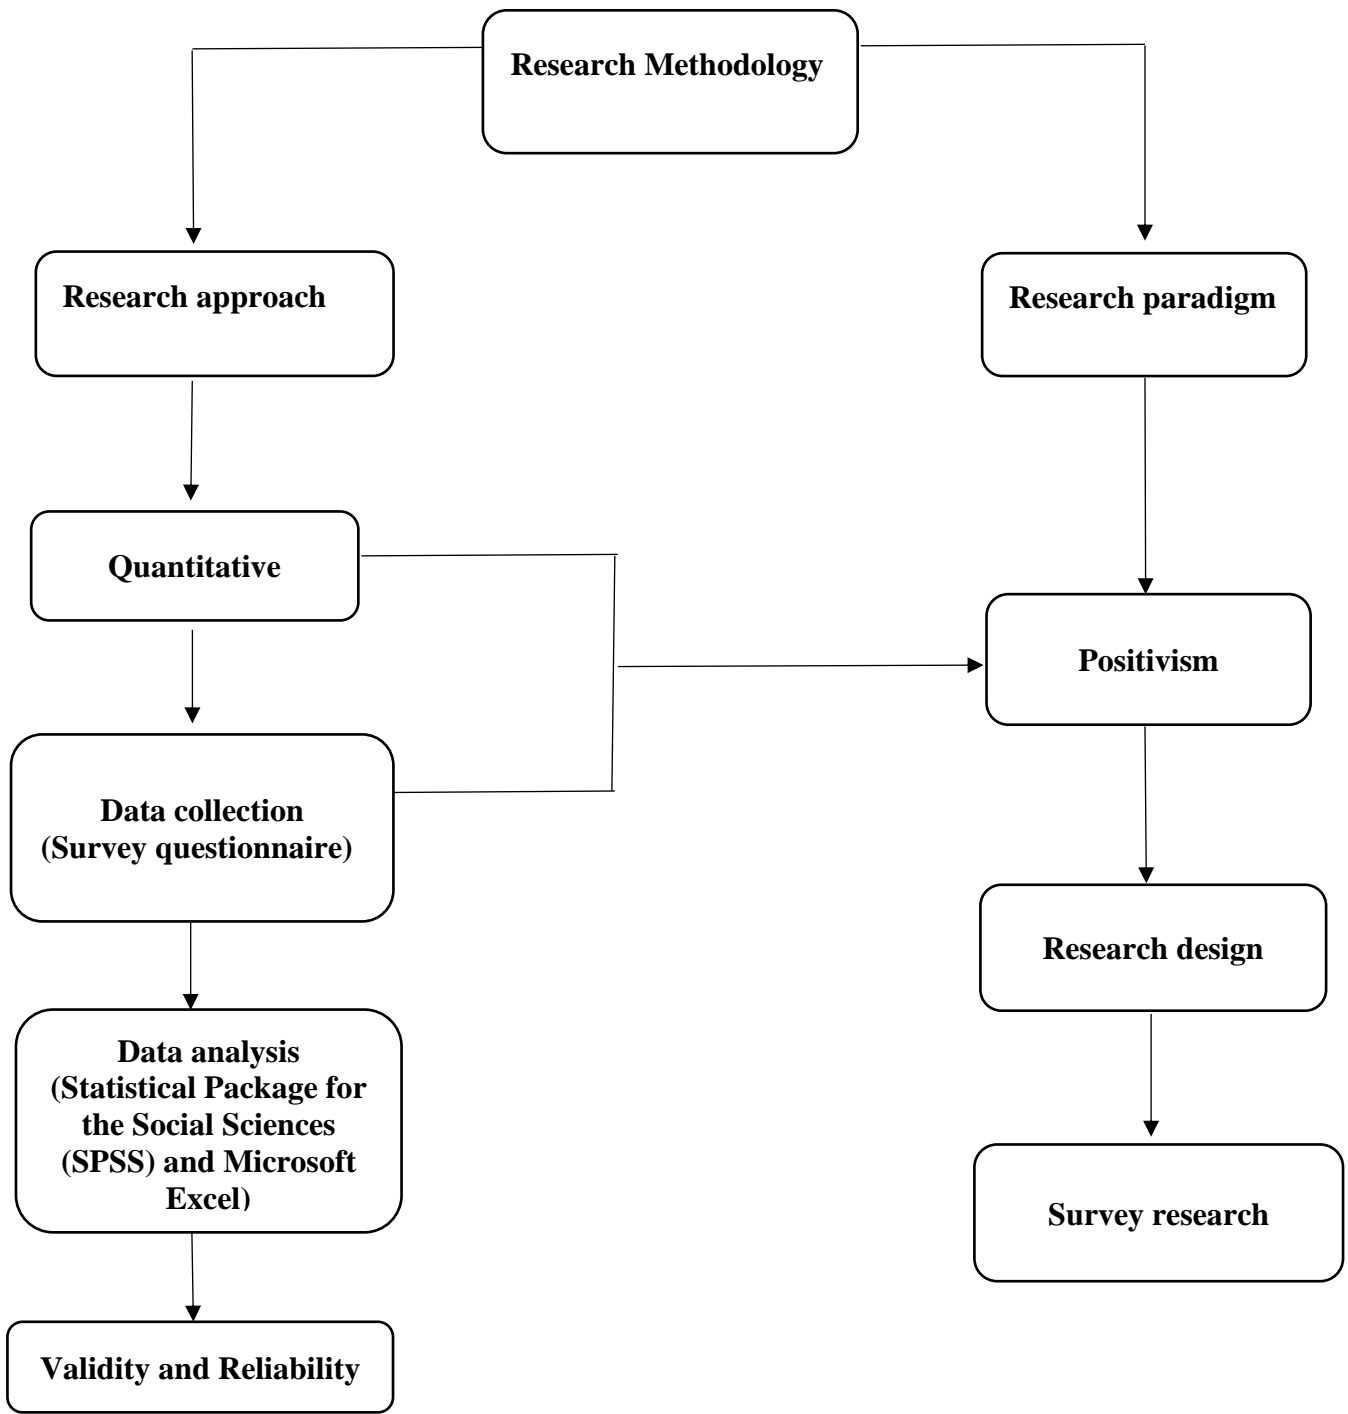 Research Methodology
Research approach
Research paradigm
Quantitative
Positivism
Data collection
(Survey questionnaire)
Research design
Data analysis
(Statistical Package for
the Social Sciences
(SPSS) and Microsoft
Excel)
Survey research
Validity and Reliability